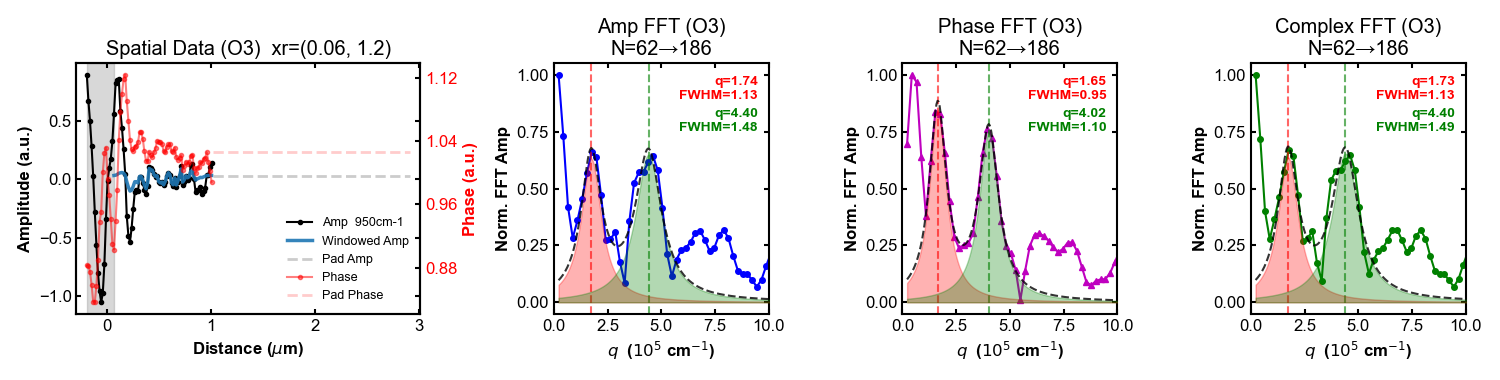 Spatial Data (O3)  xr=(0.06, 1.2)
Amplitude (a.u.)
0.5
0.0
−0.5
−1.0
1.12
1.04
0.96
0.88
Phase (a.u.)
Amp  950cm-1
Windowed Amp
Pad Amp
Phase
Pad Phase
0
1
2
3
Distance (μm)
Amp FFT (O3)
N=62→186
Norm. FFT Amp
1.00
0.75
0.50
0.25
0.00
q=1.74
FWHM=1.13
q=4.40
FWHM=1.48
0.0
2.5
5.0
7.5
10.0
q (10⁵ cm⁻¹)
Phase FFT (O3)
N=62→186
Norm. FFT Amp
1.00
0.75
0.50
0.25
0.00
q=1.65
FWHM=0.95
q=4.02
FWHM=1.10
0.0
2.5
5.0
7.5
10.0
q (10⁵ cm⁻¹)
Complex FFT (O3)
N=62→186
Norm. FFT Amp
1.00
0.75
0.50
0.25
0.00
q=1.73
FWHM=1.13
q=4.40
FWHM=1.49
0.0
2.5
5.0
7.5
10.0
q (10⁵ cm⁻¹)